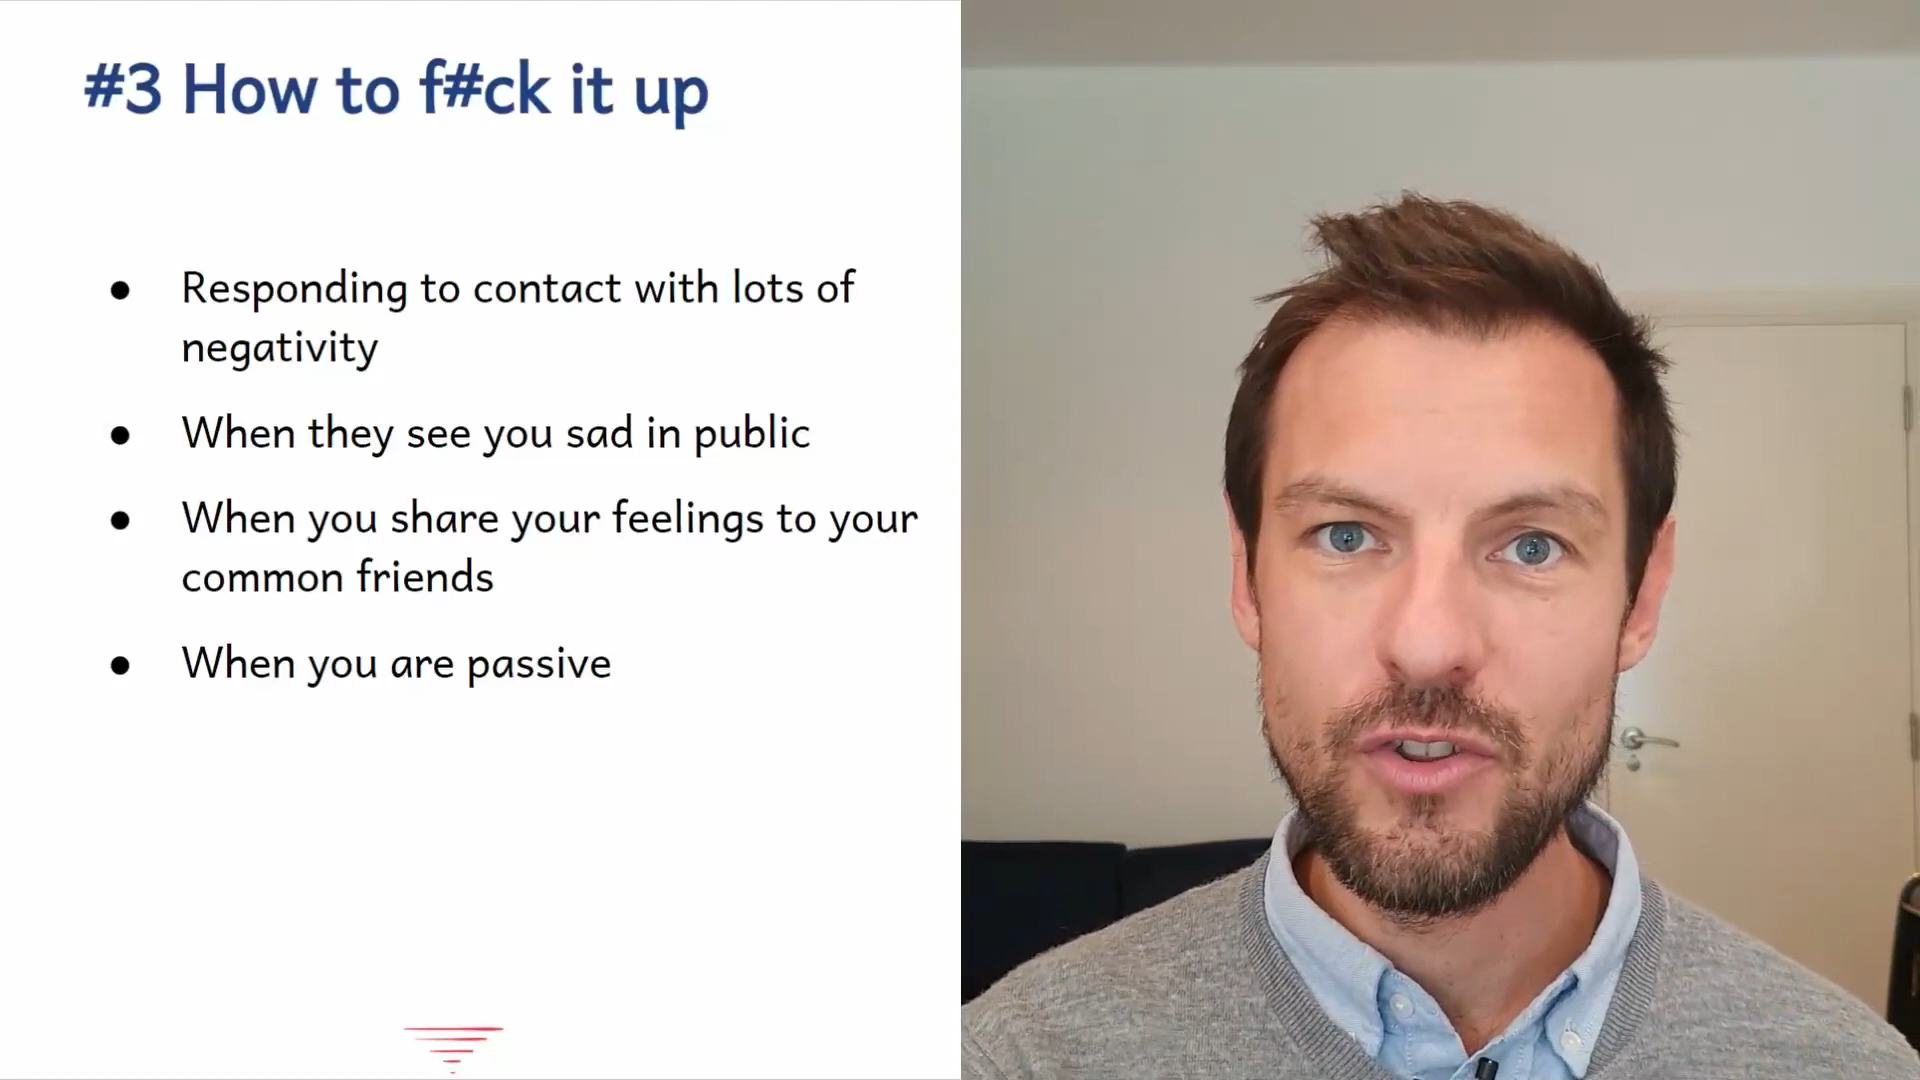 #3 How to f#ck it up
● Responding to contact with lots of
negativity
● When they see you sad in public
● When you share your feelings to your
common friends
● When you are passive